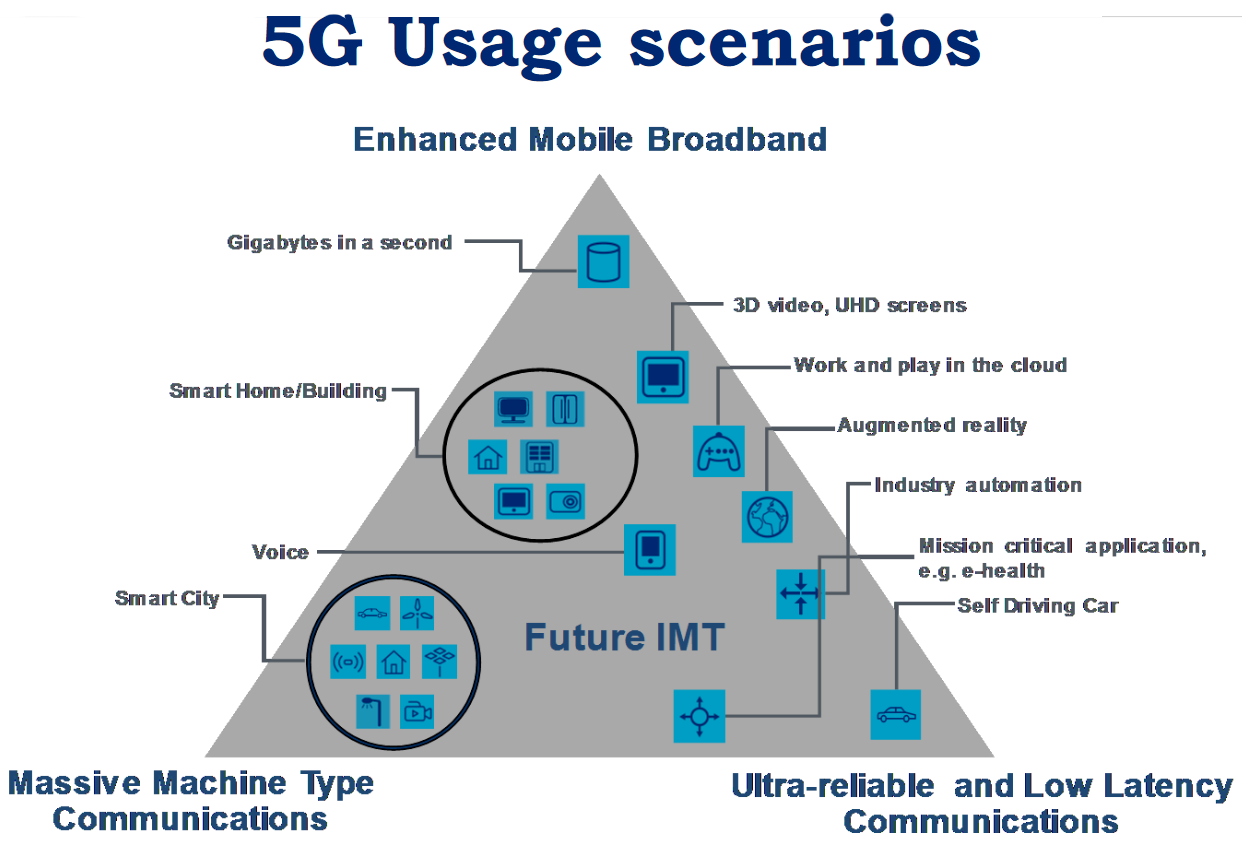 5G Usage scenarios
Enhanced Mobile Broadband
Gigabytes in a second
3D video, UHD screens
Work and play in the cloud
Smart Home/Building
Augmented reality
Industry automation
Voice
Mission critical application,
e.g. e-health
Smart City
Self Driving Car
Future IMT
Massive Machine Type
Communications
Ultra-reliable and Low Latency
Communications